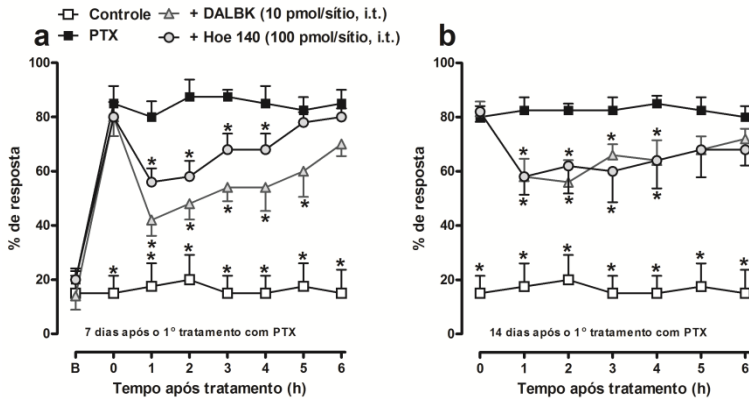 Controle
+ DALBK (10 pmol/sítio, i.t.)
PTX
+ Hoe 140 (100 pmol/sítio, i.t.)
a
100
80
60
40
20
0
% de resposta
* * * *
* * * * * *
* * * * * * *
7 dias após o 1º tratamento com PTX
B 0 1 2 3 4 5 6
Tempo após tratamento (h)
b
100
80
60
40
20
0
% de resposta
* * * *
* * * *
* * * * * * *
14 dias após o 1º tratamento com PTX
0 1 2 3 4 5 6
Tempo após tratamento (h)